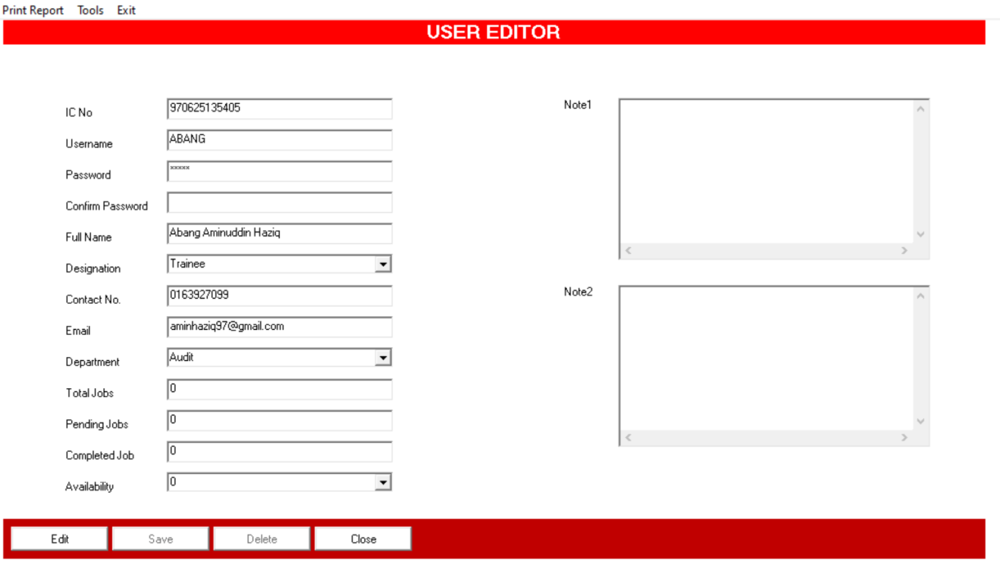 Print Report Tools Exit
USER EDITOR
IC No 970625135405
Username ABANG
Password xxxxx
Confirm Password
Full Name Abang Aminuddin Haziq
Designation Trainee
Contact No. 0163927099
Email aminhaziq97@gmail.com
Department Audit
Total Jobs 0
Pending Jobs 0
Completed Job 0
Availability 0
Note1
Note2
Edit Save Delete Close